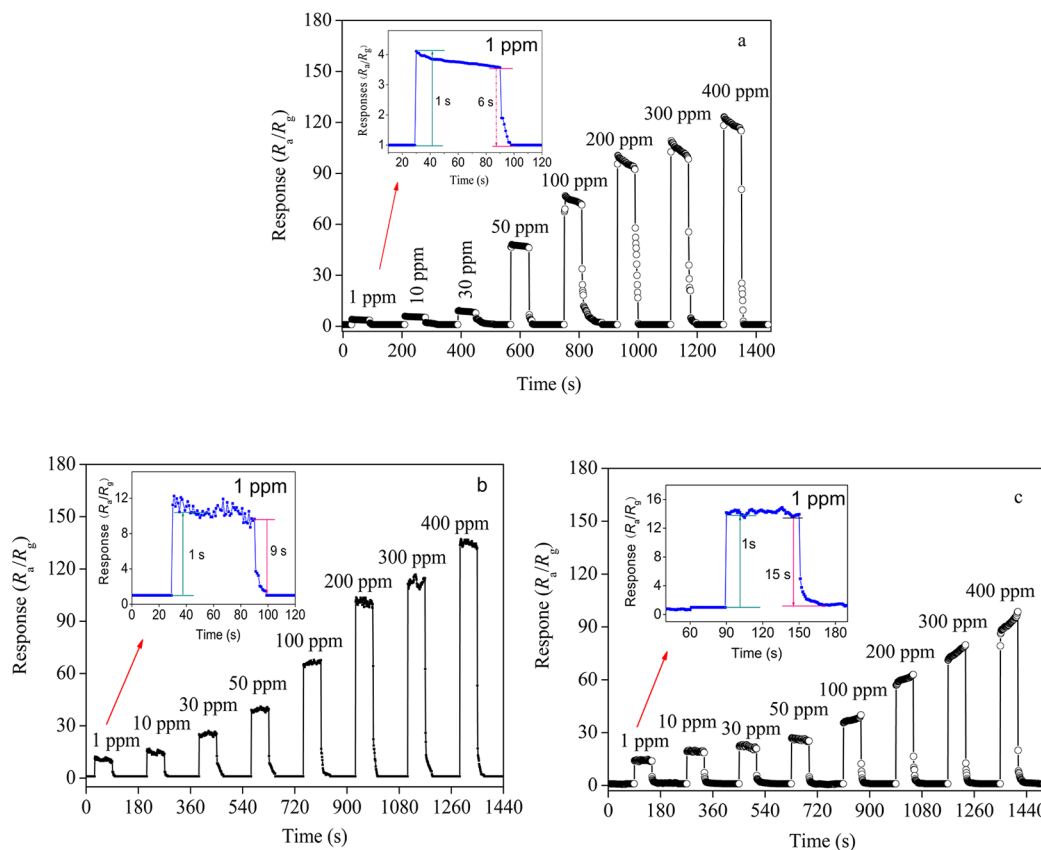 a
Response (Ra/Rg)
180
150
120
90
60
30
0
0 200 400 600 800 1000 1200 1400
Time (s)
1 ppm
10 ppm
30 ppm
50 ppm
100 ppm
200 ppm
300 ppm
400 ppm
1 ppm
Responses (Ra/Rg)
4
3
2
1
1 s
6 s
20 40 60 80 100 120
Time (s)
b
Response (Ra/Rg)
180
150
120
90
60
30
0
0 180 360 540 720 900 1080 1260 1440
Time (s)
1 ppm
10 ppm
30 ppm
50 ppm
100 ppm
200 ppm
300 ppm
400 ppm
1 ppm
Response (Ra/Rg)
12
8
4
0
1 s
9 s
0 20 40 60 80 100 120
Time (s)
c
Respone (Ra/Rg)
180
150
120
90
60
30
0
0 180 360 540 720 900 1080 1260 1440
Time (s)
1 ppm
10 ppm
30 ppm
50 ppm
100 ppm
200 ppm
300 ppm
400 ppm
1 ppm
Response (Ra/Rg)
16
12
8
4
0
1s
15 s
60 90 120 150 190
Time (s)